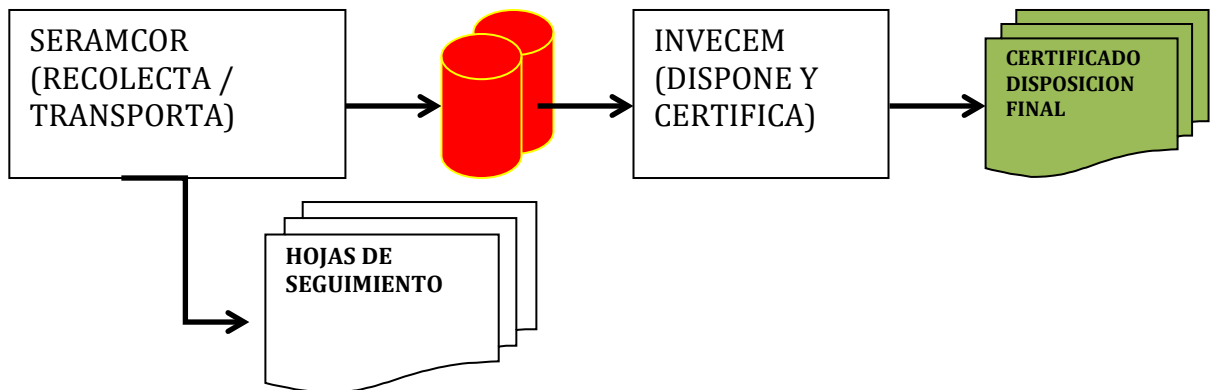 SERAMCOR
(RECOLECTA /
TRANSPORTA)
INVECEM
(DISPONE Y
CERTIFICA)
CERTIFICADO
DISPOSICION
FINAL
HOJAS DE
SEGUIMIENTO